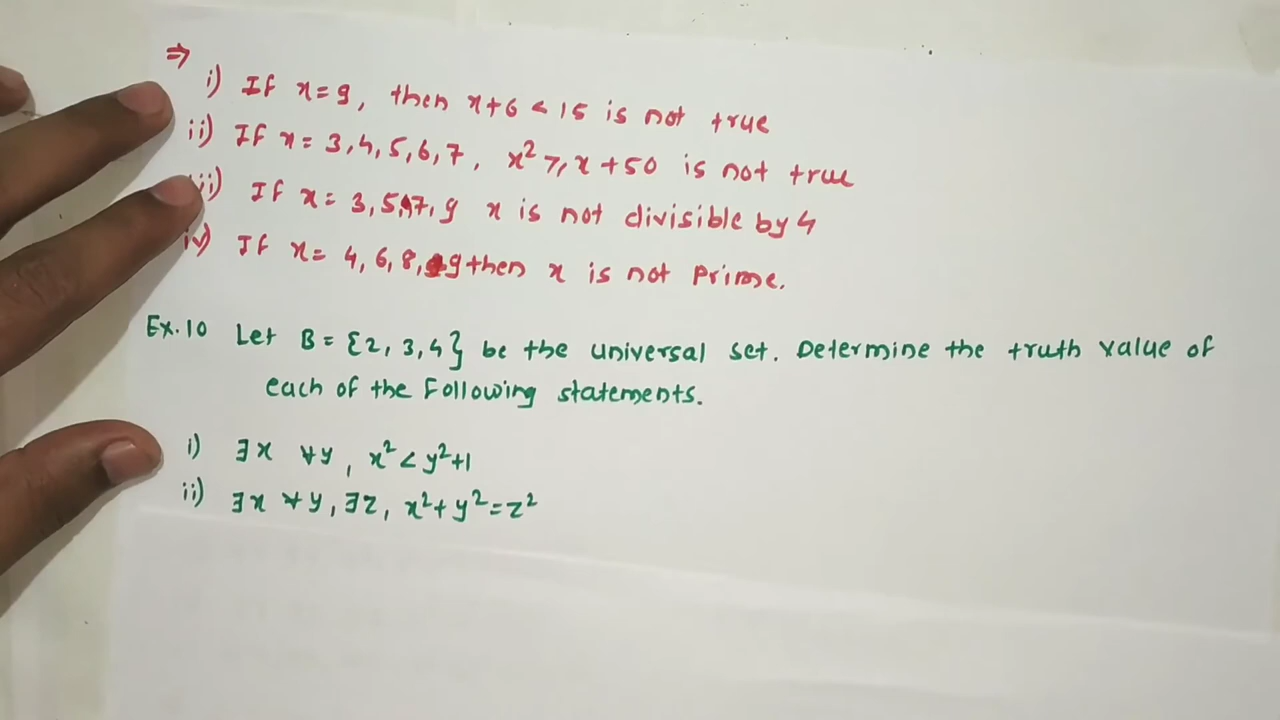 ⇒
i) If x=9, then x+6 < 15 is not true
ii) If x= 3,4,5,6,7, x² ≥ x +50 is not true
iii) If x= 3,5,7,9 x is not divisible by 4
iv) If x= 4,6,8,9 then x is not Prime.
Ex.10 Let B = {2, 3, 4} be the universal set. Determine the truth value of
each of the following statements.
i) ∃x ∀y, x² < y²+1
ii) ∃x ∀y, ∃z, x²+y²=z²